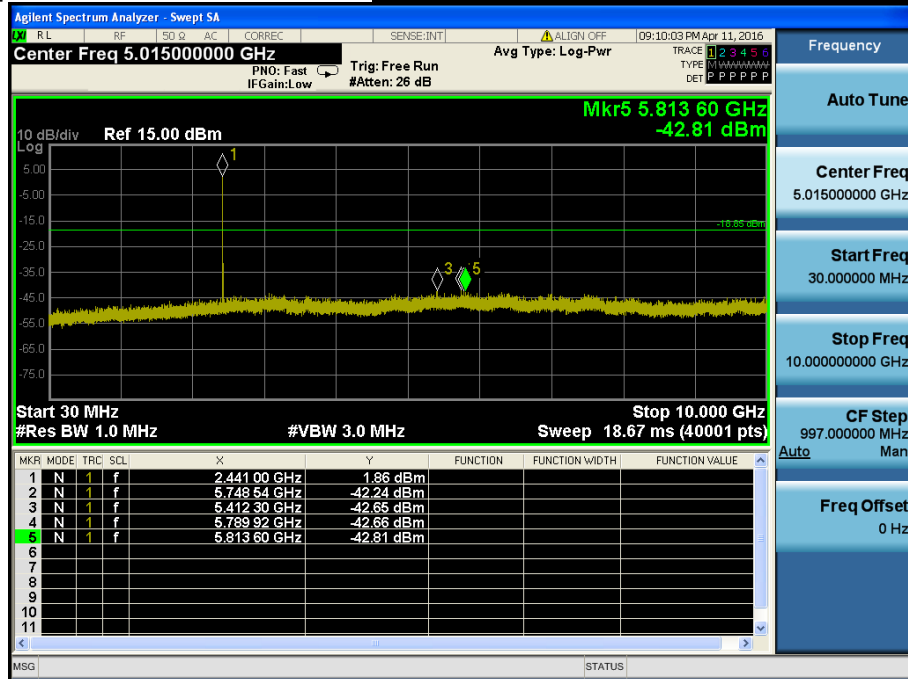 Agilent Spectrum Analyzer - Swept SA
LXI RL RF 50 Ω AC CORREC SENSE:INT ALIGN OFF 09:10:03 PM Apr 11, 2016
Center Freq 5.015000000 GHz Avg Type: Log-Pwr TRACE 1 2 3 4 5 6
PNO: Fast Trig: Free Run TYPE M WWWWW
IFGain:Low #Atten: 26 dB DET P P P P P P
Mkr5 5.813 60 GHz
-42.81 dBm
10 dB/div Ref 15.00 dBm
Log
5.00
-5.00
-15.0
-18.85 dBm
-25.0
-35.0
-45.0
-55.0
-65.0
-75.0
1
3 5
Start 30 MHz Stop 10.000 GHz
#Res BW 1.0 MHz #VBW 3.0 MHz Sweep 18.67 ms (40001 pts)
MKR MODE TRC SCL X Y FUNCTION FUNCTION WIDTH FUNCTION VALUE
1 N 1 f 2.441 00 GHz 1.86 dBm
2 N 1 f 5.748 54 GHz -42.24 dBm
3 N 1 f 5.412 30 GHz -42.65 dBm
4 N 1 f 5.789 92 GHz -42.66 dBm
5 N 1 f 5.813 60 GHz -42.81 dBm
6
7
8
9
10
11
MSG STATUS
Frequency
Auto Tune
Center Freq
5.015000000 GHz
Start Freq
30.000000 MHz
Stop Freq
10.000000000 GHz
CF Step
997.000000 MHz
Auto Man
Freq Offset
0 Hz